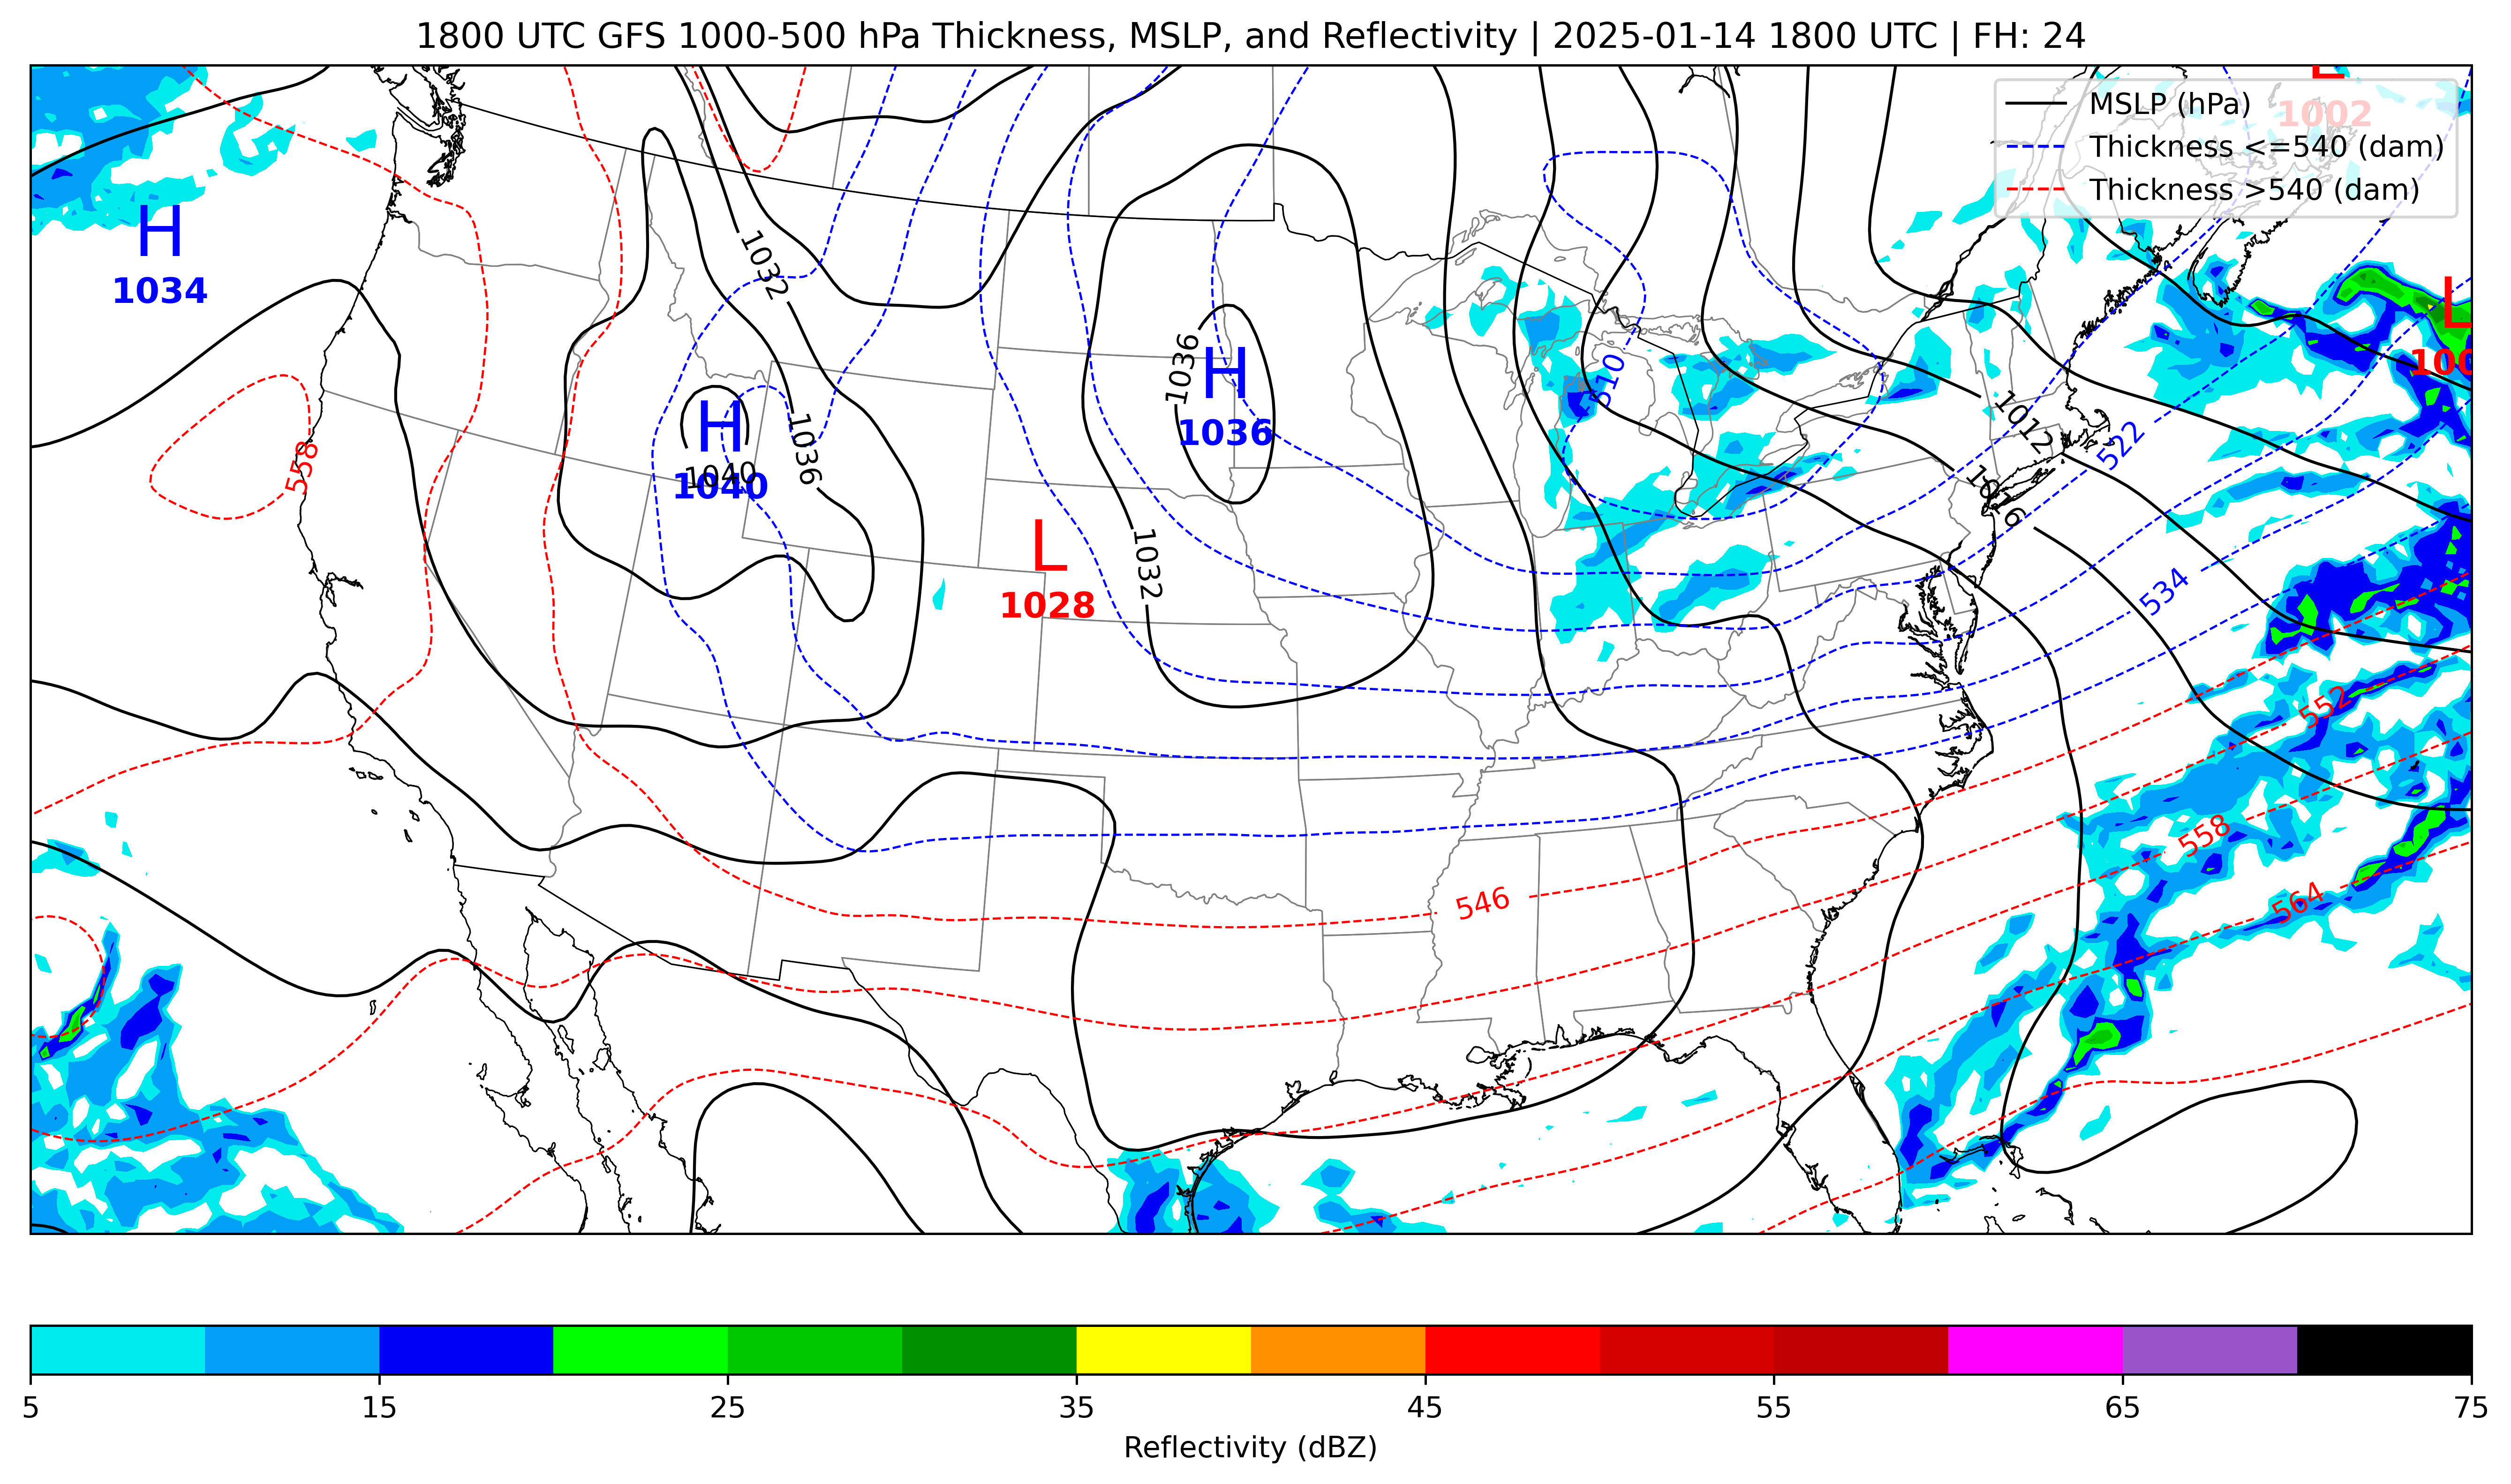 1800 UTC GFS 1000-500 hPa Thickness, MSLP, and Reflectivity | 2025-01-14 1800 UTC | FH: 24
L
1002
MSLP (hPa)
Thickness <=540 (dam)
Thickness >540 (dam)
H
1034
1032
L
100
H
1036
1036
510
H
1040
1040
1036
558
1012
522
1016
L
1028
1032
534
552
558
546
564
5
15
25
35
45
55
65
75
Reflectivity (dBZ)